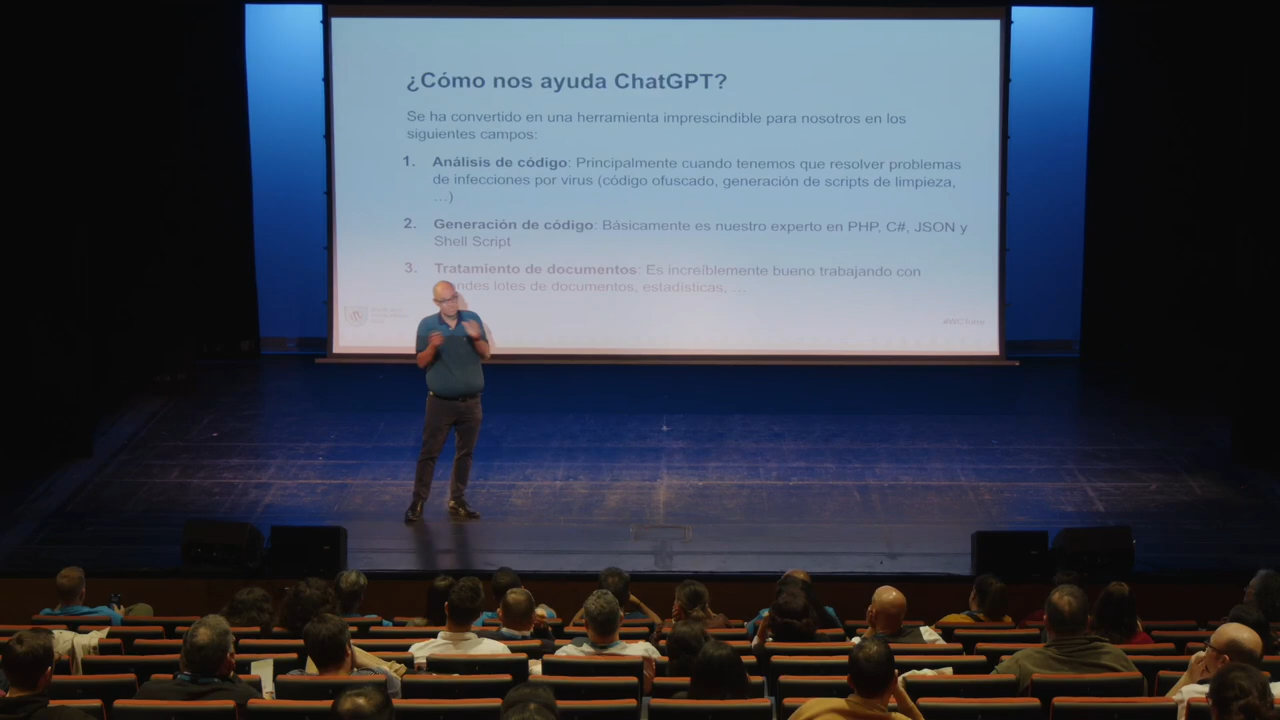 ¿Cómo nos ayuda ChatGPT?
Se ha convertido en una herramienta imprescindible para nosotros en los
siguientes campos:
1. Análisis de código: Principalmente cuando tenemos que resolver problemas
de infecciones por virus (código ofuscado, generación de scripts de limpieza,
…)
2. Generación de código: Básicamente es nuestro experto en PHP, C#, JSON y
Shell Script
3. Tratamiento de documentos: Es increíblemente bueno trabajando con
lotes de documentos, estadísticas, …